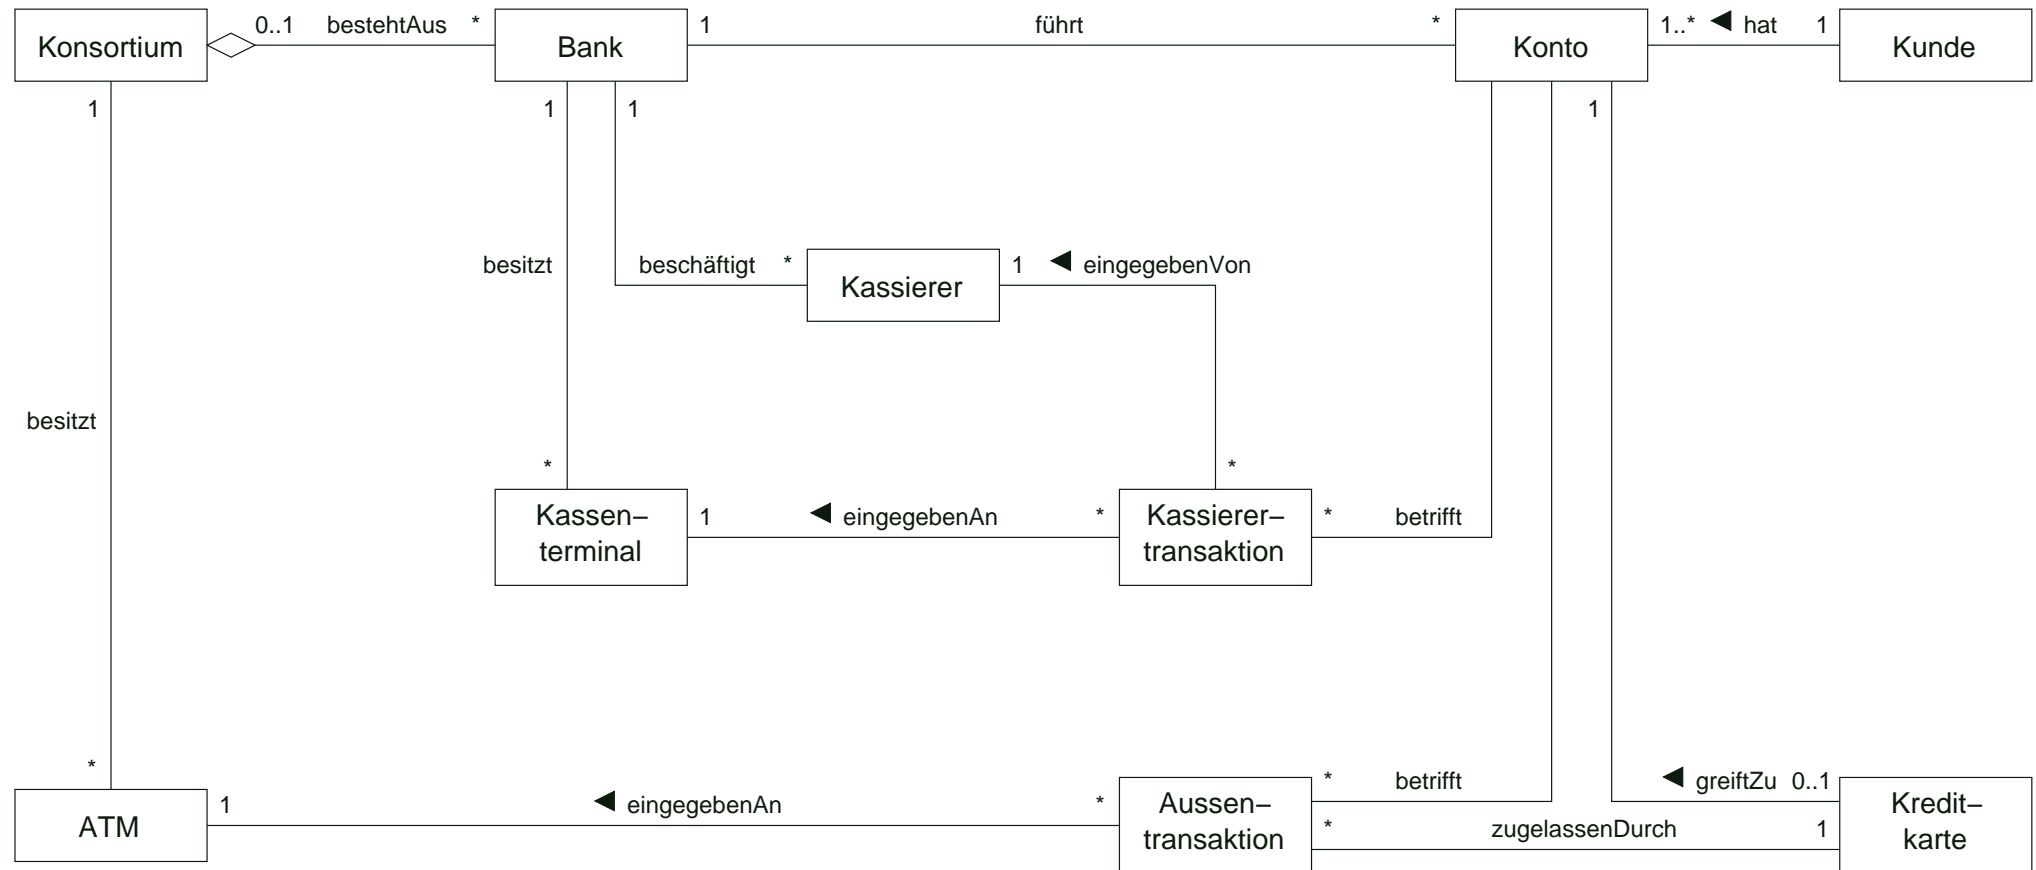 0..1 bestehtAus * 1 führt * 1..* hat 1
Konsortium Bank Konto Kunde
1 1 1 1
besitzt beschäftigt * 1 eingegebenVon
Kassierer
besitzt
* *
Kassen–
terminal
1 eingegebenAn *
Kassierer–
transaktion
* betrifft
*
ATM
1 eingegebenAn *
Aussen–
transaktion
* betrifft
greiftZu 0..1
* zugelassenDurch 1
Kredit–
karte